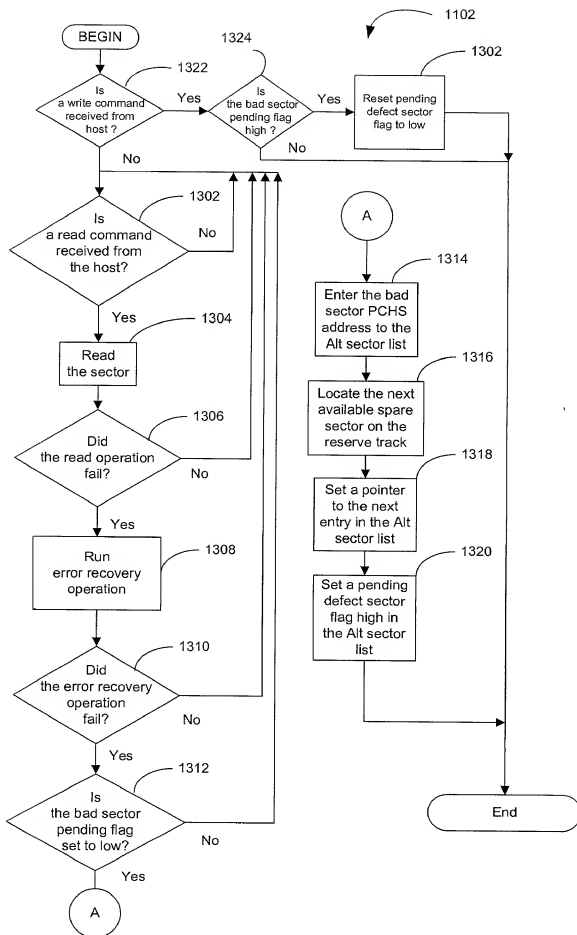 1102
BEGIN
1322
Is
a write command
received from
host ?
Yes
No
1324
Is
the bad sector
pending flag
high ?
Yes
No
1302
Reset pending
defect sector
flag to low
1302
Is
a read command
received from
the host?
No
Yes
1304
Read
the sector
1306
Did
the read operation
fail?
No
Yes
1308
Run
error recovery
operation
1310
Did
the error recovery
operation
fail?
No
Yes
1312
Is
the bad sector
pending flag
set to low?
No
Yes
A
A
1314
Enter the bad
sector PCHS
address to the
Alt sector list
1316
Locate the next
available spare
sector on the
reserve track
1318
Set a pointer
to the next
entry in the Alt
sector list
1320
Set a pending
defect sector
flag high in
the Alt sector
list
End